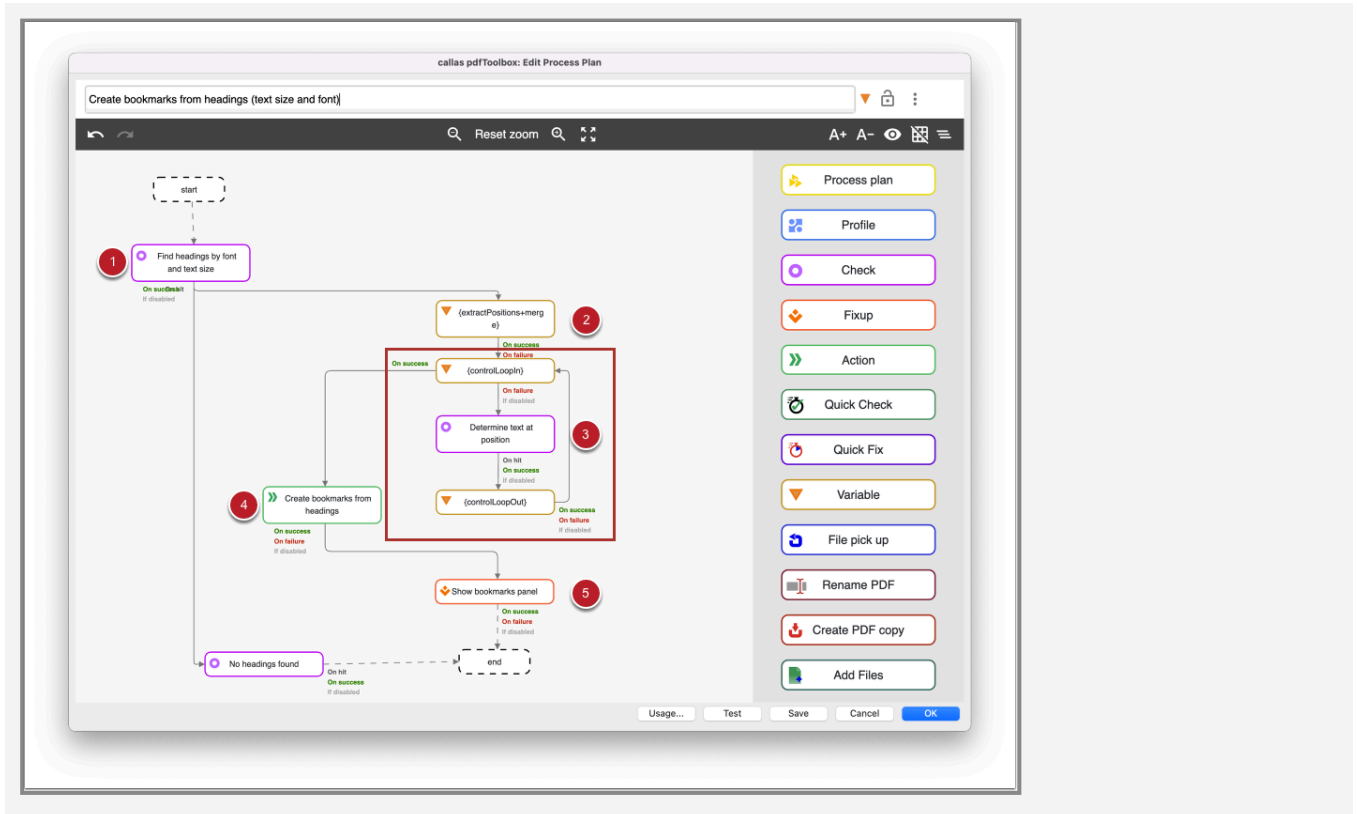 callas pdfToolbox: Edit Process Plan
Create bookmarks from headings (text size and font)
Reset zoom
A+ A-
start
1
Find headings by font
and text size
On success
On hit
If disabled
{extractPositions+merg
e}
2
On success
On failure
On success
{controlLoopIn}
On failure
If disabled
Determine text at
position
3
On hit
On success
If disabled
{controlLoopOut}
On success
On failure
If disabled
4
Create bookmarks from
headings
On success
On failure
If disabled
Show bookmarks panel
5
On success
On failure
If disabled
No headings found
On hit
On success
If disabled
end
Process plan
Profile
Check
Fixup
Action
Quick Check
Quick Fix
Variable
File pick up
Rename PDF
Create PDF copy
Add Files
Usage...
Test
Save
Cancel
OK